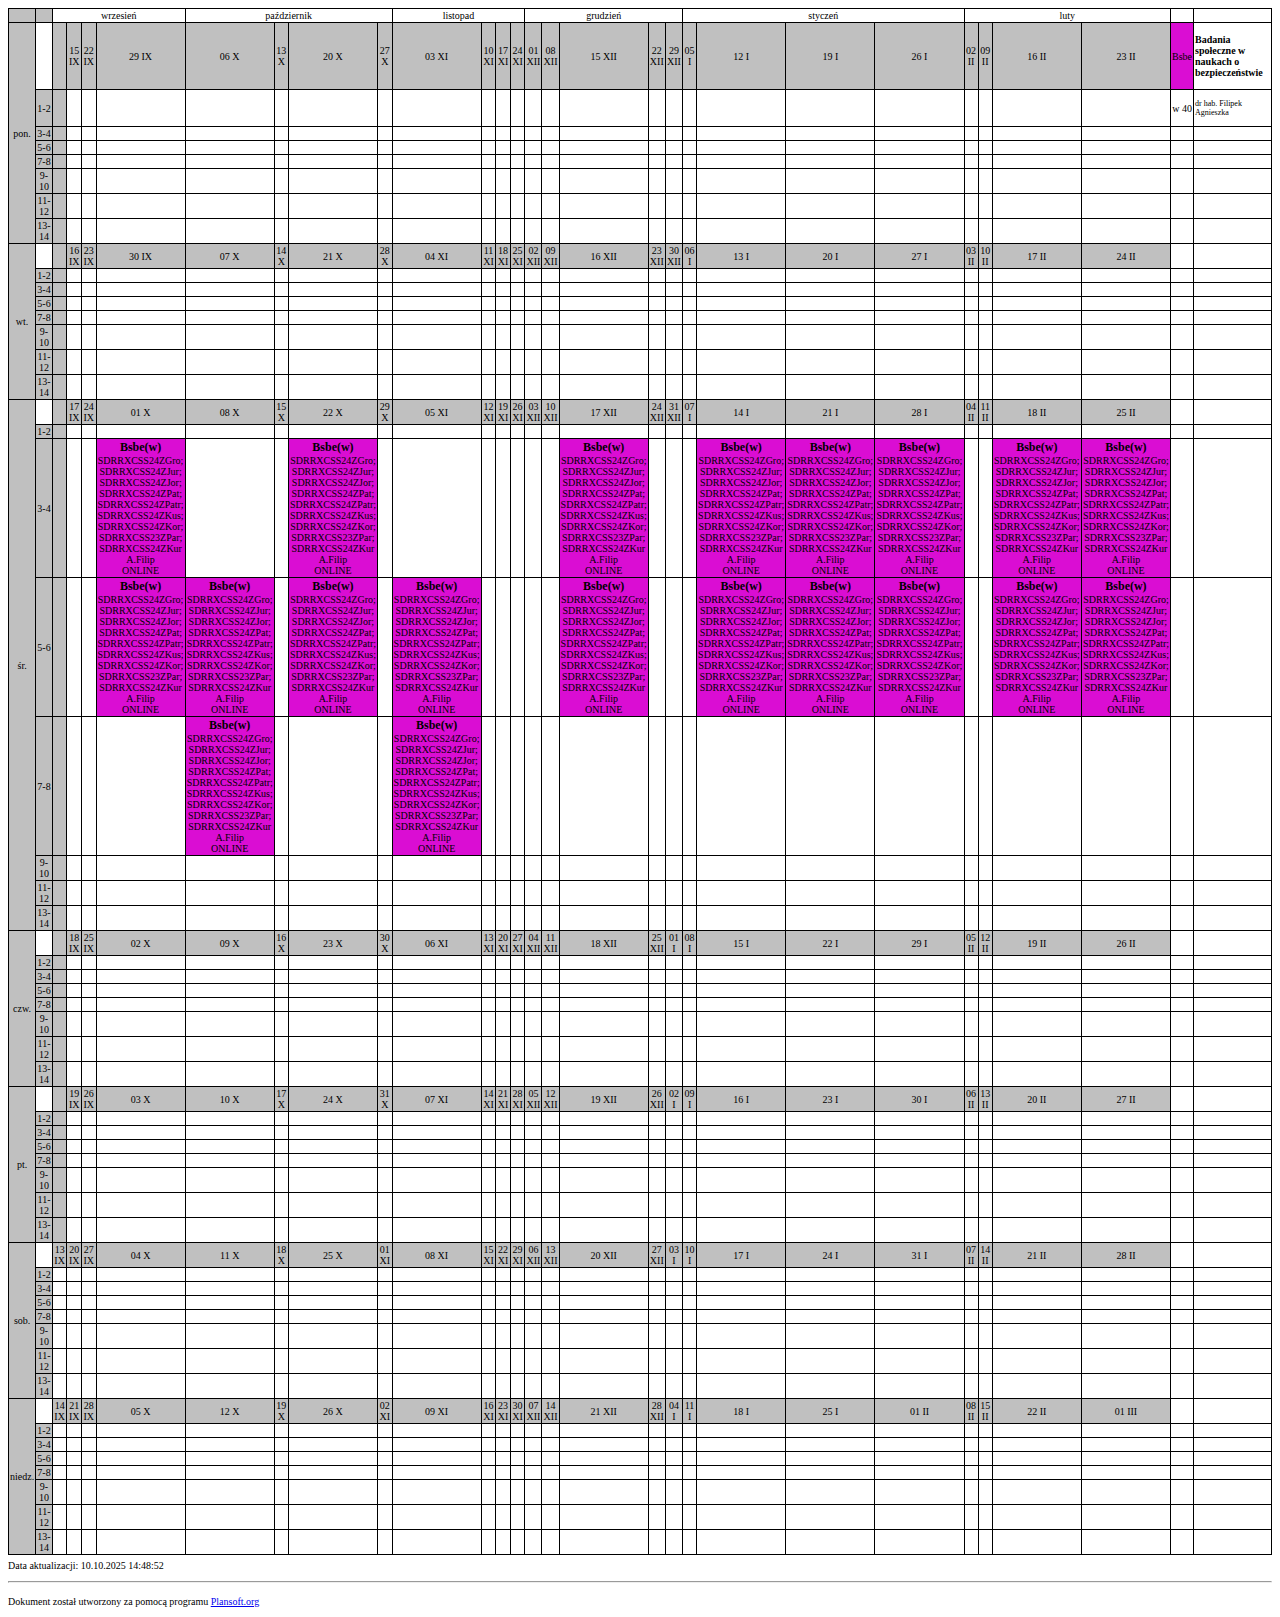 wrzesień październik listopad grudzień styczeń luty
pon. 15 IX 22 IX 29 IX 06 X 13 X 20 X 27 X 03 XI 10 XI 17 XI 24 XI 01 XII 08 XII 15 XII 22 XII 29 XII 05 I 12 I 19 I 26 I 02 II 09 II 16 II 23 II Bsbe Badania społeczne w naukach o bezpieczeństwie
1-2 w 40 dr hab. Filipek Agnieszka
3-4
5-6
7-8
9-10
11-12
13-14
wt. 16 IX 23 IX 30 IX 07 X 14 X 21 X 28 X 04 XI 11 XI 18 XI 25 XI 02 XII 09 XII 16 XII 23 XII 30 XII 06 I 13 I 20 I 27 I 03 II 10 II 17 II 24 II
1-2
3-4
5-6
7-8
9-10
11-12
13-14
śr. 17 IX 24 IX 01 X 08 X 15 X 22 X 29 X 05 XI 12 XI 19 XI 26 XI 03 XII 10 XII 17 XII 24 XII 31 XII 07 I 14 I 21 I 28 I 04 II 11 II 18 II 25 II
1-2
3-4
Bsbe(w) Bsbe(w) Bsbe(w) Bsbe(w) Bsbe(w) Bsbe(w) Bsbe(w) Bsbe(w)
SDRRXCSS24ZGro; SDRRXCSS24ZGro; SDRRXCSS24ZGro; SDRRXCSS24ZGro; SDRRXCSS24ZGro; SDRRXCSS24ZGro; SDRRXCSS24ZGro; SDRRXCSS24ZGro;
SDRRXCSS24ZJur; SDRRXCSS24ZJur; SDRRXCSS24ZJur; SDRRXCSS24ZJur; SDRRXCSS24ZJur; SDRRXCSS24ZJur; SDRRXCSS24ZJur; SDRRXCSS24ZJur;
SDRRXCSS24ZJor; SDRRXCSS24ZJor; SDRRXCSS24ZJor; SDRRXCSS24ZJor; SDRRXCSS24ZJor; SDRRXCSS24ZJor; SDRRXCSS24ZJor; SDRRXCSS24ZJor;
SDRRXCSS24ZPat; SDRRXCSS24ZPat; SDRRXCSS24ZPat; SDRRXCSS24ZPat; SDRRXCSS24ZPat; SDRRXCSS24ZPat; SDRRXCSS24ZPat; SDRRXCSS24ZPat;
SDRRXCSS24ZPatr; SDRRXCSS24ZPatr; SDRRXCSS24ZPatr; SDRRXCSS24ZPatr; SDRRXCSS24ZPatr; SDRRXCSS24ZPatr; SDRRXCSS24ZPatr; SDRRXCSS24ZPatr;
SDRRXCSS24ZKus; SDRRXCSS24ZKus; SDRRXCSS24ZKus; SDRRXCSS24ZKus; SDRRXCSS24ZKus; SDRRXCSS24ZKus; SDRRXCSS24ZKus; SDRRXCSS24ZKus;
SDRRXCSS24ZKor; SDRRXCSS24ZKor; SDRRXCSS24ZKor; SDRRXCSS24ZKor; SDRRXCSS24ZKor; SDRRXCSS24ZKor; SDRRXCSS24ZKor; SDRRXCSS24ZKor;
SDRRXCSS23ZPar; SDRRXCSS23ZPar; SDRRXCSS23ZPar; SDRRXCSS23ZPar; SDRRXCSS23ZPar; SDRRXCSS23ZPar; SDRRXCSS23ZPar; SDRRXCSS23ZPar;
SDRRXCSS24ZKur SDRRXCSS24ZKur SDRRXCSS24ZKur SDRRXCSS24ZKur SDRRXCSS24ZKur SDRRXCSS24ZKur SDRRXCSS24ZKur SDRRXCSS24ZKur
A.Filip A.Filip A.Filip A.Filip A.Filip A.Filip A.Filip A.Filip
ONLINE ONLINE ONLINE ONLINE ONLINE ONLINE ONLINE ONLINE
5-6
Bsbe(w) Bsbe(w) Bsbe(w) Bsbe(w) Bsbe(w) Bsbe(w) Bsbe(w) Bsbe(w) Bsbe(w) Bsbe(w)
SDRRXCSS24ZGro; SDRRXCSS24ZGro; SDRRXCSS24ZGro; SDRRXCSS24ZGro; SDRRXCSS24ZGro; SDRRXCSS24ZGro; SDRRXCSS24ZGro; SDRRXCSS24ZGro; SDRRXCSS24ZGro; SDRRXCSS24ZGro;
SDRRXCSS24ZJur; SDRRXCSS24ZJur; SDRRXCSS24ZJur; SDRRXCSS24ZJur; SDRRXCSS24ZJur; SDRRXCSS24ZJur; SDRRXCSS24ZJur; SDRRXCSS24ZJur; SDRRXCSS24ZJur; SDRRXCSS24ZJur;
SDRRXCSS24ZJor; SDRRXCSS24ZJor; SDRRXCSS24ZJor; SDRRXCSS24ZJor; SDRRXCSS24ZJor; SDRRXCSS24ZJor; SDRRXCSS24ZJor; SDRRXCSS24ZJor; SDRRXCSS24ZJor; SDRRXCSS24ZJor;
SDRRXCSS24ZPat; SDRRXCSS24ZPat; SDRRXCSS24ZPat; SDRRXCSS24ZPat; SDRRXCSS24ZPat; SDRRXCSS24ZPat; SDRRXCSS24ZPat; SDRRXCSS24ZPat; SDRRXCSS24ZPat; SDRRXCSS24ZPat;
SDRRXCSS24ZPatr; SDRRXCSS24ZPatr; SDRRXCSS24ZPatr; SDRRXCSS24ZPatr; SDRRXCSS24ZPatr; SDRRXCSS24ZPatr; SDRRXCSS24ZPatr; SDRRXCSS24ZPatr; SDRRXCSS24ZPatr; SDRRXCSS24ZPatr;
SDRRXCSS24ZKus; SDRRXCSS24ZKus; SDRRXCSS24ZKus; SDRRXCSS24ZKus; SDRRXCSS24ZKus; SDRRXCSS24ZKus; SDRRXCSS24ZKus; SDRRXCSS24ZKus; SDRRXCSS24ZKus; SDRRXCSS24ZKus;
SDRRXCSS24ZKor; SDRRXCSS24ZKor; SDRRXCSS24ZKor; SDRRXCSS24ZKor; SDRRXCSS24ZKor; SDRRXCSS24ZKor; SDRRXCSS24ZKor; SDRRXCSS24ZKor; SDRRXCSS24ZKor; SDRRXCSS24ZKor;
SDRRXCSS23ZPar; SDRRXCSS23ZPar; SDRRXCSS23ZPar; SDRRXCSS23ZPar; SDRRXCSS23ZPar; SDRRXCSS23ZPar; SDRRXCSS23ZPar; SDRRXCSS23ZPar; SDRRXCSS23ZPar; SDRRXCSS23ZPar;
SDRRXCSS24ZKur SDRRXCSS24ZKur SDRRXCSS24ZKur SDRRXCSS24ZKur SDRRXCSS24ZKur SDRRXCSS24ZKur SDRRXCSS24ZKur SDRRXCSS24ZKur SDRRXCSS24ZKur SDRRXCSS24ZKur
A.Filip A.Filip A.Filip A.Filip A.Filip A.Filip A.Filip A.Filip A.Filip A.Filip
ONLINE ONLINE ONLINE ONLINE ONLINE ONLINE ONLINE ONLINE ONLINE ONLINE
7-8
Bsbe(w) Bsbe(w)
SDRRXCSS24ZGro; SDRRXCSS24ZGro;
SDRRXCSS24ZJur; SDRRXCSS24ZJur;
SDRRXCSS24ZJor; SDRRXCSS24ZJor;
SDRRXCSS24ZPat; SDRRXCSS24ZPat;
SDRRXCSS24ZPatr; SDRRXCSS24ZPatr;
SDRRXCSS24ZKus; SDRRXCSS24ZKus;
SDRRXCSS24ZKor; SDRRXCSS24ZKor;
SDRRXCSS23ZPar; SDRRXCSS23ZPar;
SDRRXCSS24ZKur SDRRXCSS24ZKur
A.Filip A.Filip
ONLINE ONLINE
9-10
11-12
13-14
czw. 18 IX 25 IX 02 X 09 X 16 X 23 X 30 X 06 XI 13 XI 20 XI 27 XI 04 XII 11 XII 18 XII 25 XII 01 I 08 I 15 I 22 I 29 I 05 II 12 II 19 II 26 II
1-2
3-4
5-6
7-8
9-10
11-12
13-14
pt. 19 IX 26 IX 03 X 10 X 17 X 24 X 31 X 07 XI 14 XI 21 XI 28 XI 05 XII 12 XII 19 XII 26 XII 02 I 09 I 16 I 23 I 30 I 06 II 13 II 20 II 27 II
1-2
3-4
5-6
7-8
9-10
11-12
13-14
sob. 13 IX 20 IX 27 IX 04 X 11 X 18 X 25 X 01 XI 08 XI 15 XI 22 XI 29 XI 06 XII 13 XII 20 XII 27 XII 03 I 10 I 17 I 24 I 31 I 07 II 14 II 21 II 28 II
1-2
3-4
5-6
7-8
9-10
11-12
13-14
niedz 14 IX 21 IX 28 IX 05 X 12 X 19 X 26 X 02 XI 09 XI 16 XI 23 XI 30 XI 07 XII 14 XII 21 XII 28 XII 04 I 11 I 18 I 25 I 01 II 08 II 15 II 22 II 01 III
1-2
3-4
5-6
7-8
9-10
11-12
13-14
Data aktualizacji: 10.10.2025 14:48:52
Dokument został utworzony za pomocą programu Plansoft.org